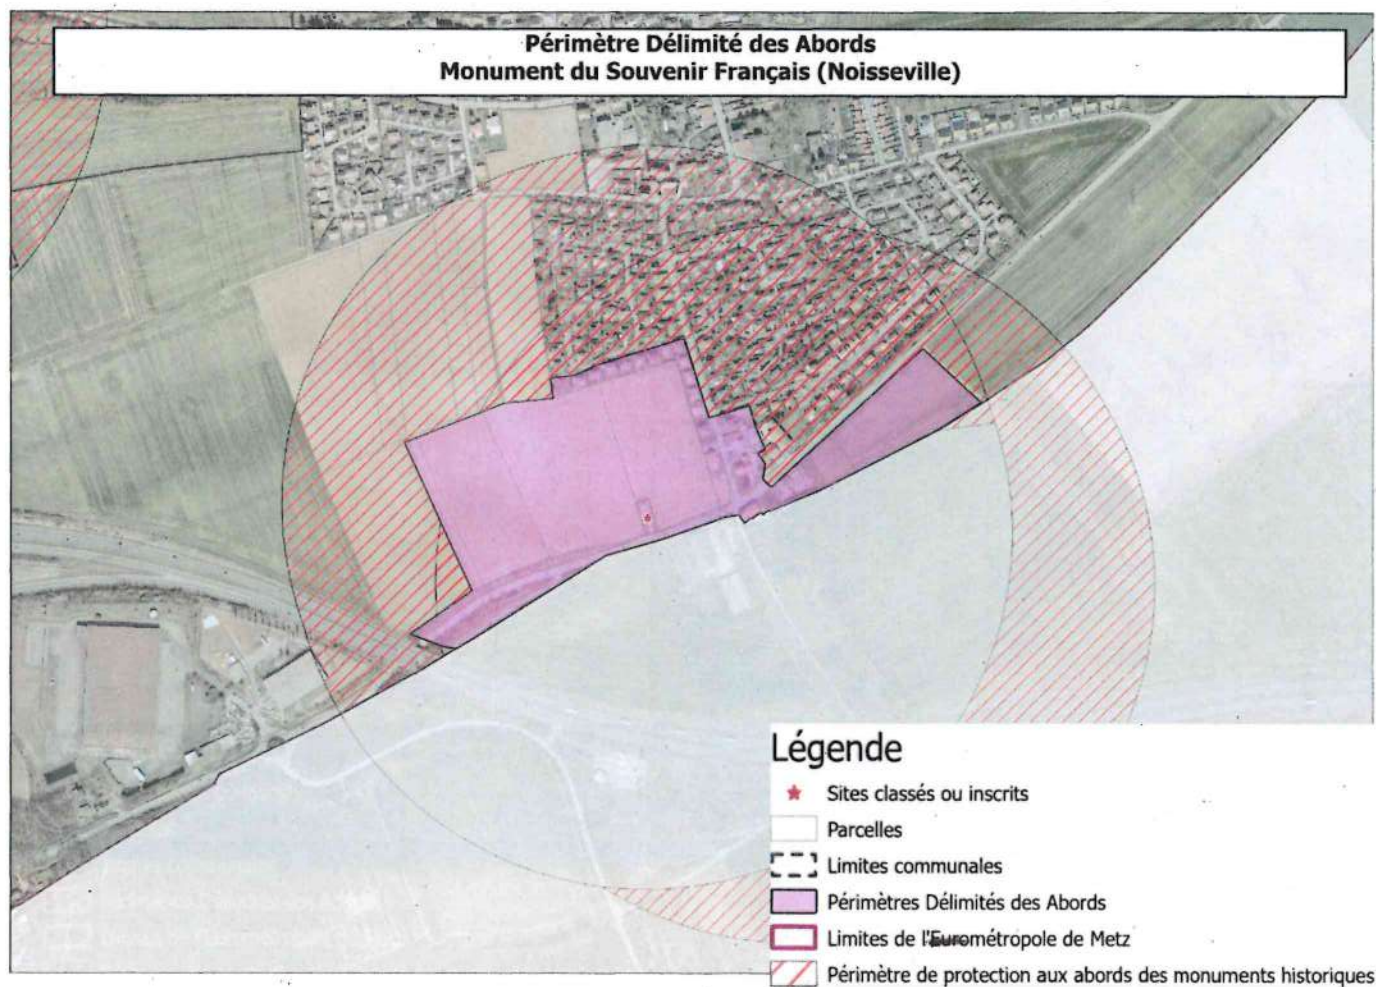 Périmètre Délimité des Abords
Monument du Souvenir Français (Noisseville)
Légende
Sites classés ou inscrits
Parcelles
Limites communales
Périmètres Délimités des Abords
Limites de l'Eurométropole de Metz
Périmètre de protection aux abords des monuments historiques